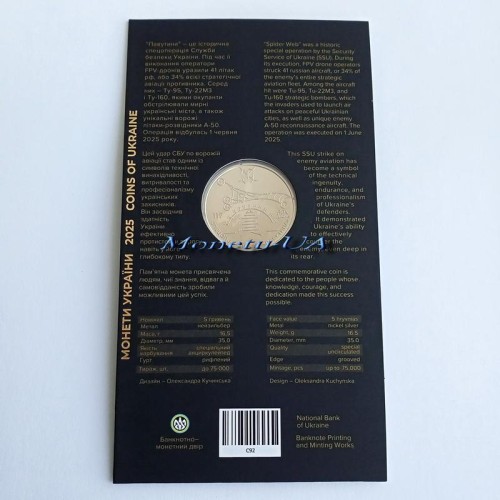 "Павутина" – це історична
спецоперація Служби
безпеки України. Під час її
виконання оператори
FPV-дронів уразили 41 літак
рф, або 34% всієї стратегічної
авіації противника. Серед
них – Ту-95, Ту-22М3
і Ту-160, якими окупанти
обстрілювали мирні
українські міста, а також
унікальні ворожі
літаки-розвідники А-50.
Операція відбулась 1 червня
2025 року.
Цей удар СБУ по ворожій
авіації став одним із
символів технічної
винахідливості,
витривалості та
професіоналізму
українських
захисників.
Він засвідчив
здатність
України
ефективно
глибокому тилу.
Пам'ятна монета присвячена
людям, чиї знання, відвага й
самовідданість зробили
можливим цей успіх.
Номінал 5 гривень
Метал нейзильбер
Маса, г 16.5
Діаметр, мм 35.0
Якість карбування спеціальний анциркулейтед
Гурт рифлений
Тираж, шт. до 75 000
Дизайн – Олександра Кучинська
"Spider Web" was a historic
special operation by the Security
Service of Ukraine (SSU). During
its execution, FPV drone operators
struck 41 russian aircraft, or 34% of
the enemy's entire strategic
aviation fleet. Among the aircraft
hit were Tu-95, Tu-22M3, and
Tu-160 strategic bombers, which
the invaders used to launch air
attacks on peaceful Ukrainian
cities, as well as unique enemy
A-50 reconnaissance aircraft. The
operation was executed on 1 June
2025.
This SSU strike on
enemy aviation has
become a symbol
of the technical
ingenuity,
endurance, and
professionalism
of Ukraine's
defenders.
It demonstrated
Ukraine's ability
to effectively
the
in deep in
its rear.
This commemorative coin is
dedicated to the people whose
knowledge, courage, and
dedication made this success
possible.
Face value 5 hryvnias
Metal nickel silver
Weight, g 16.5
Diameter, mm 35.0
Quality special uncirculated
Edge grooved
Mintage, pcs up to 75 000
Design – Oleksandra Kuchynska
МОНЕТИ УКРАЇНИ 2025 COINS OF UKRAINE
Monety-UA
Банкнотно-
монетний двір
C92
National Bank
of Ukraine
Banknote Printing
and Minting Works